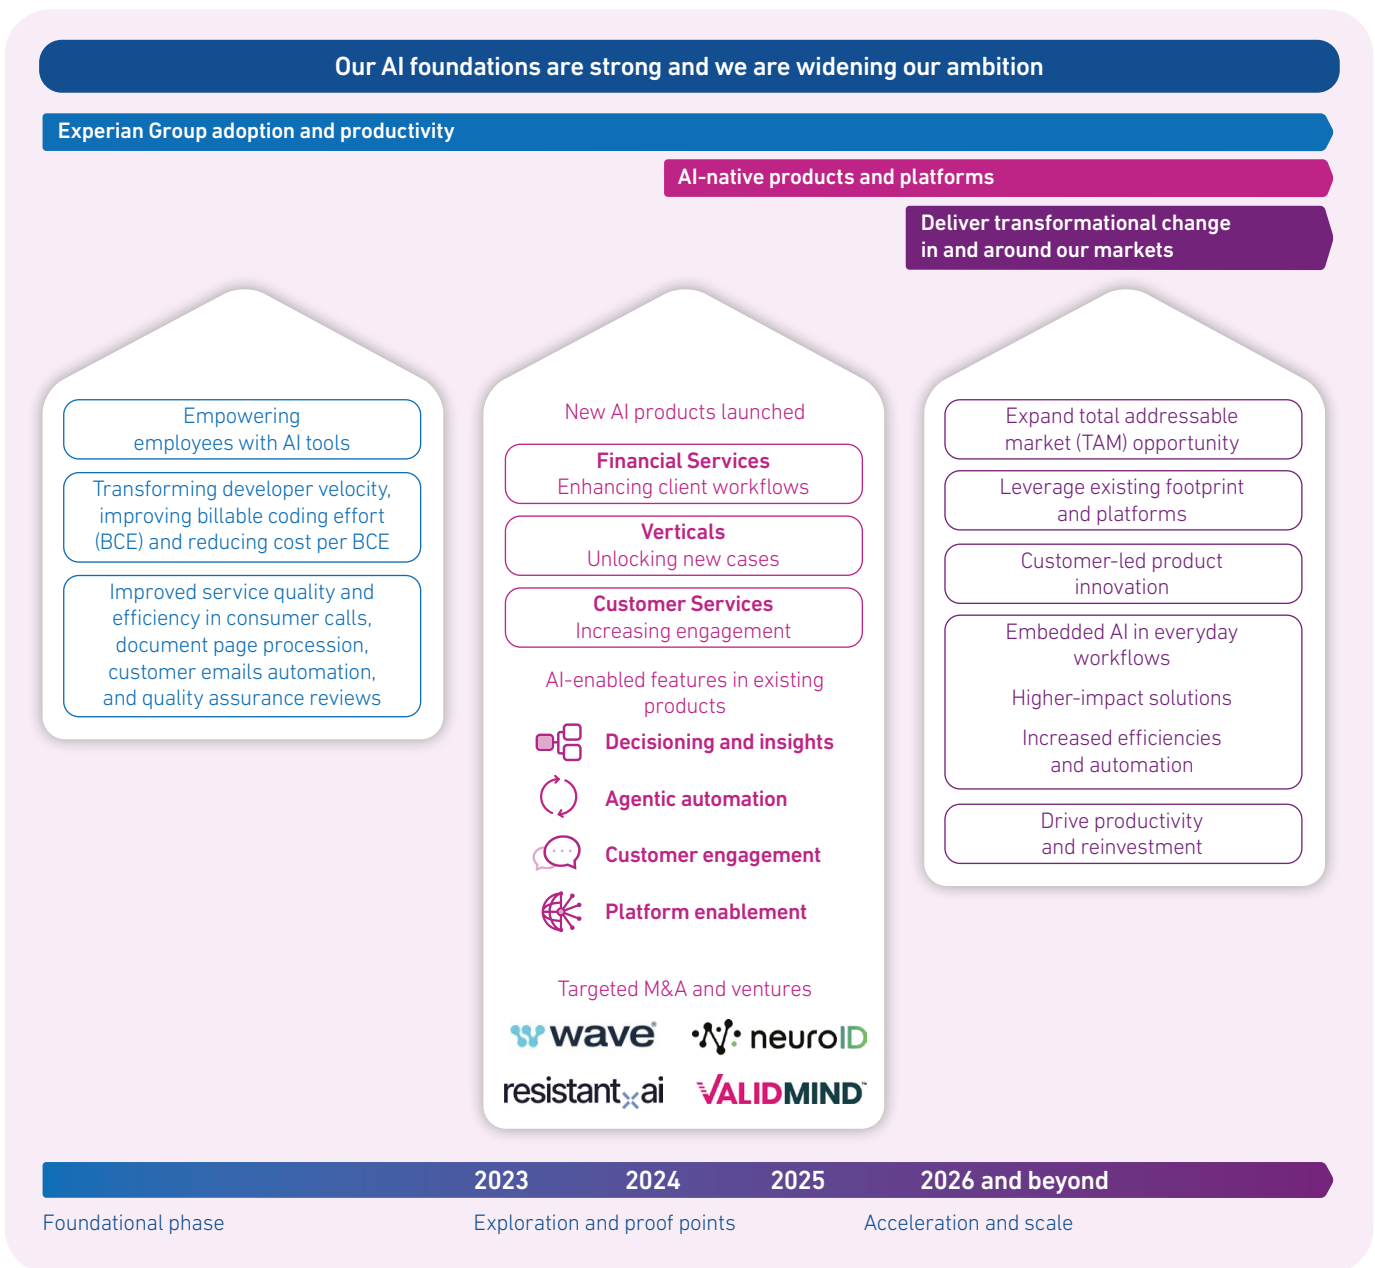 Our AI foundations are strong and we are widening our ambition
Experian Group adoption and productivity
AI-native products and platforms
Deliver transformational change
in and around our markets
Empowering
employees with AI tools
Transforming developer velocity,
improving billable coding effort
(BCE) and reducing cost per BCE
Improved service quality and
efficiency in consumer calls,
document page procession,
customer emails automation,
and quality assurance reviews
New AI products launched
Financial Services
Enhancing client workflows
Verticals
Unlocking new cases
Customer Services
Increasing engagement
AI-enabled features in existing
products
Decisioning and insights
Agentic automation
Customer engagement
Platform enablement
Targeted M&A and ventures
wave®
neuroID
resistant ai
VALIDMIND™
Expand total addressable
market (TAM) opportunity
Leverage existing footprint
and platforms
Customer-led product
innovation
Embedded AI in everyday
workflows
Higher-impact solutions
Increased efficiencies
and automation
Drive productivity
and reinvestment
2023
2024
2025
2026 and beyond
Foundational phase
Exploration and proof points
Acceleration and scale